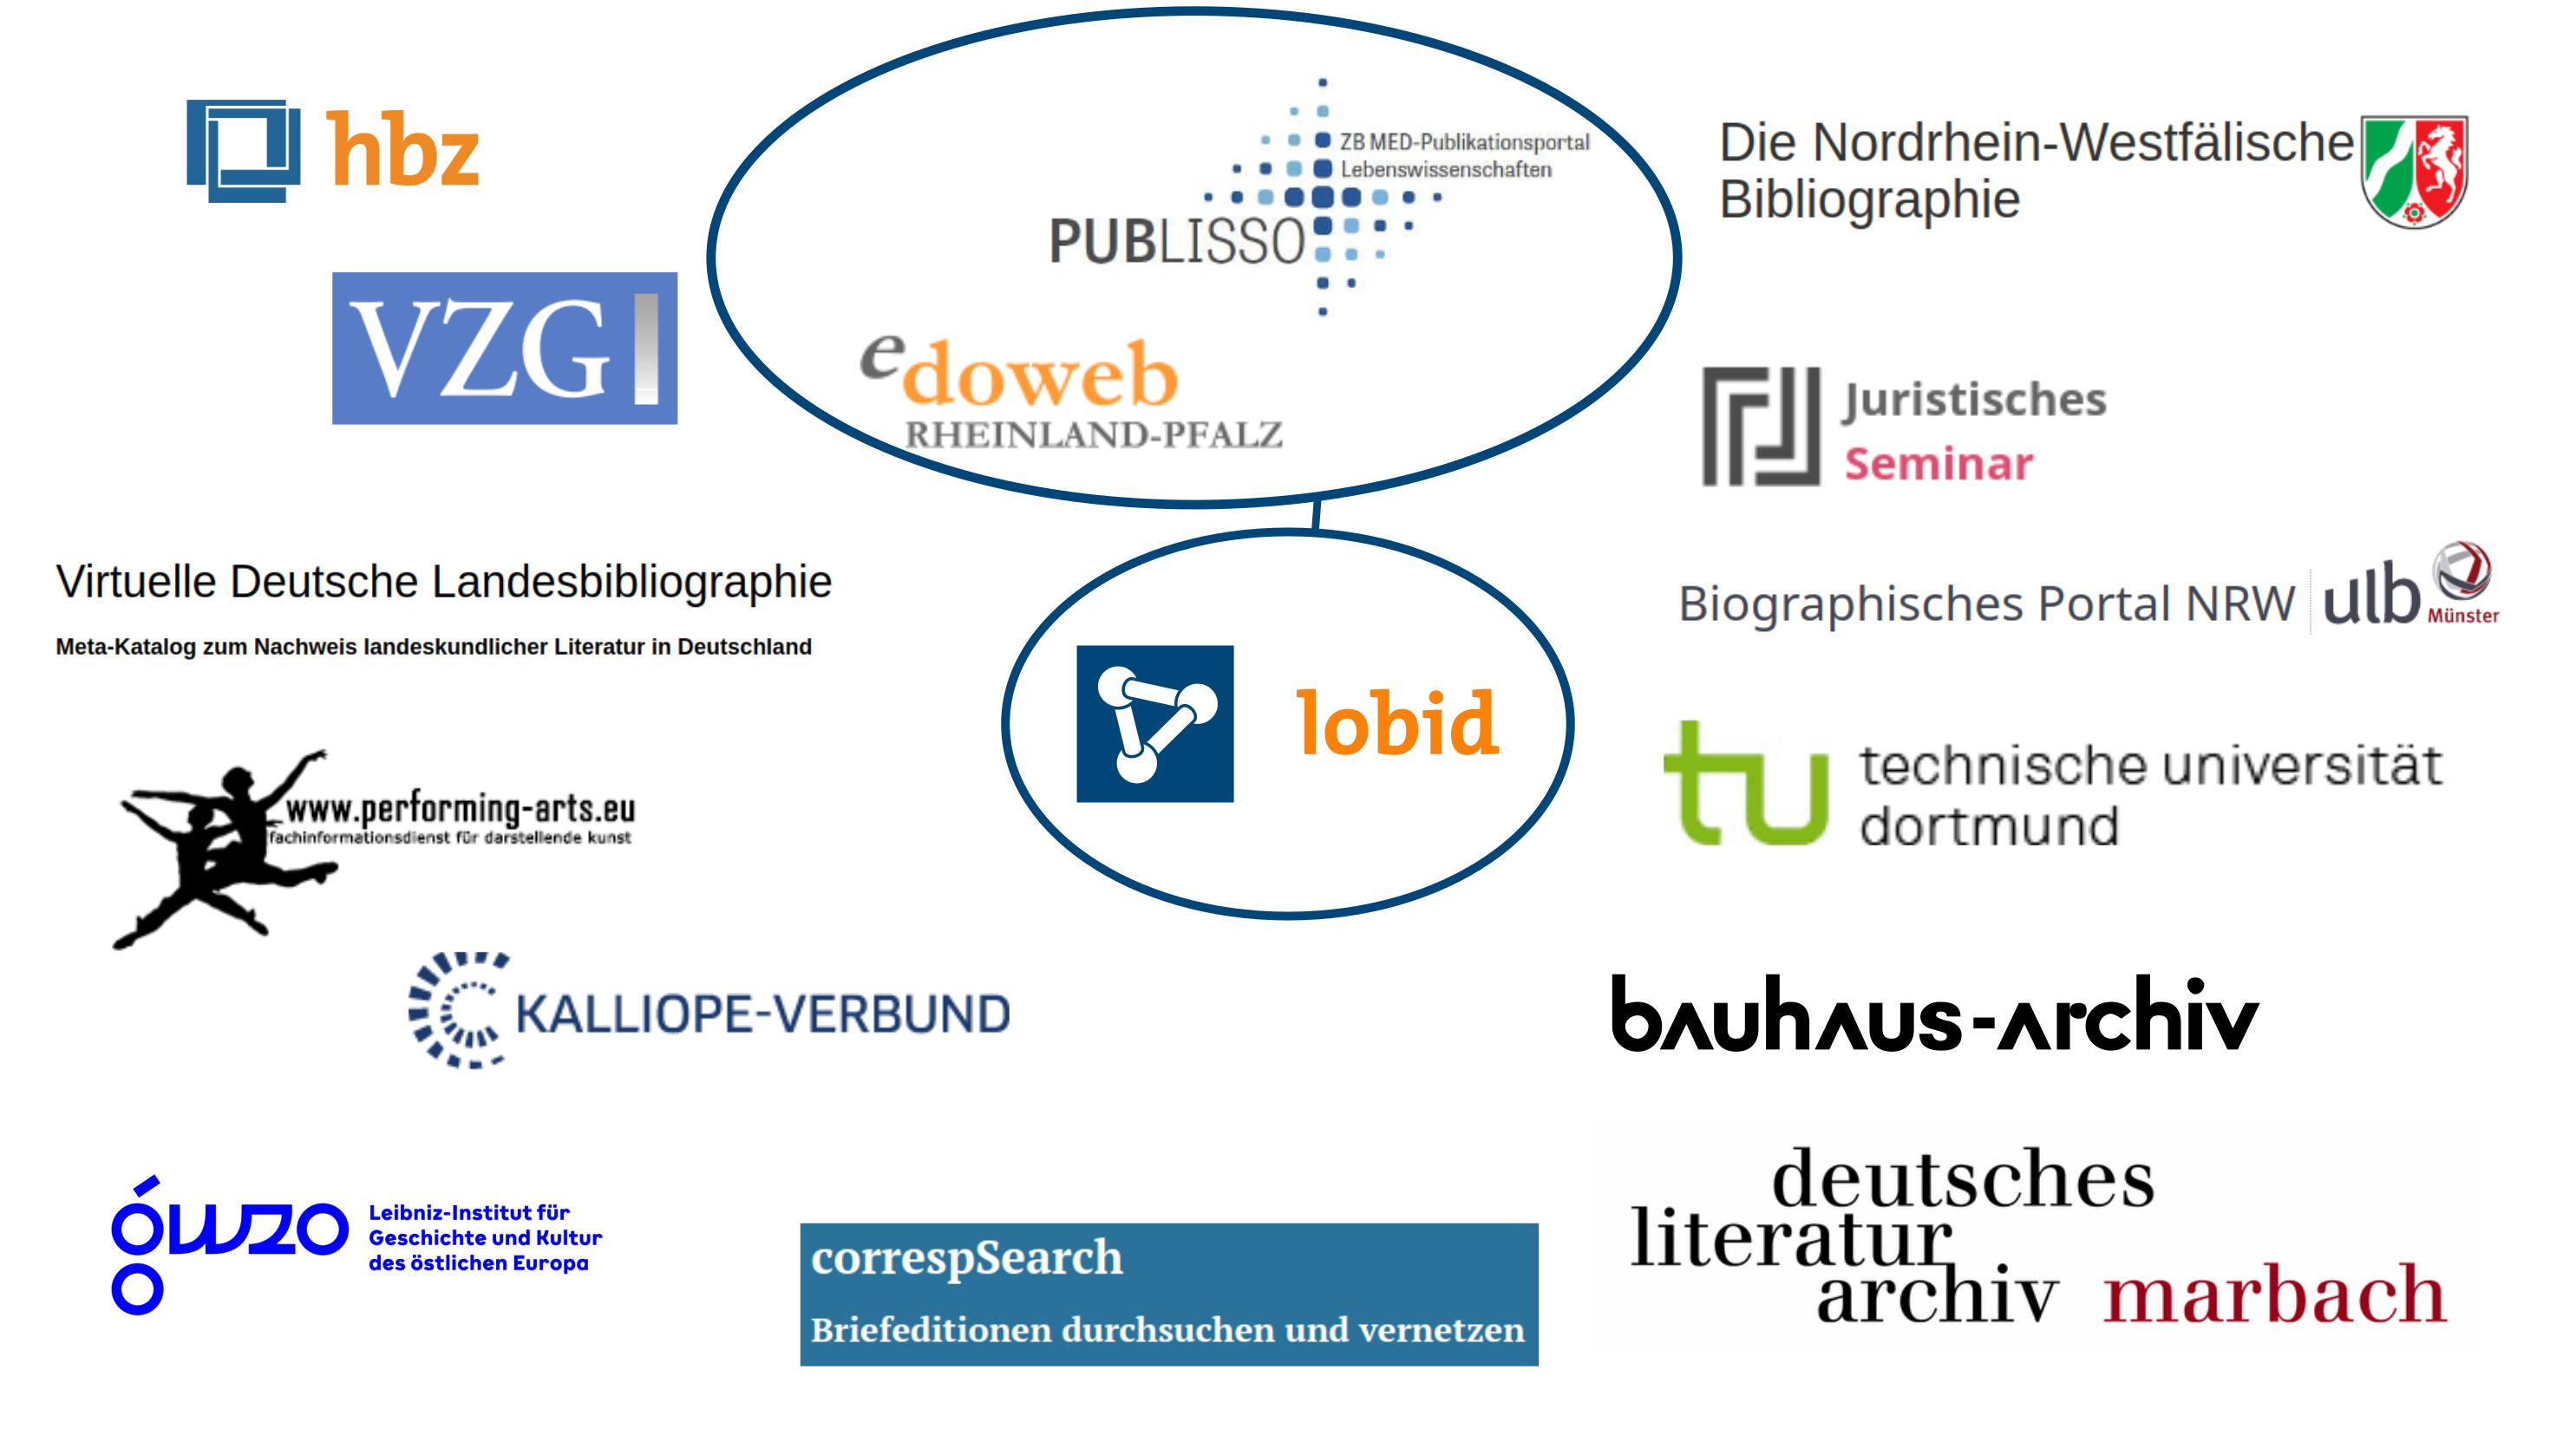 hbz
VZG
ZB MED-Publikationsportal
Lebenswissenschaften
PUBLISSO
edoweb
RHEINLAND-PFALZ
Die Nordrhein-Westfälische
Bibliographie
Juristisches
Seminar
Virtuelle Deutsche Landesbibliographie
Meta-Katalog zum Nachweis landeskundlicher Literatur in Deutschland
Biographisches Portal NRW
ulb
Münster
lobid
www.performing-arts.eu
fachinformationsdienst für darstellende kunst
tu technische universität
dortmund
KALLIOPE-VERBUND
bauhaus-archiv
gwzo
Leibniz-Institut für
Geschichte und Kultur
des östlichen Europa
correspSearch
Briefeditionen durchsuchen und vernetzen
deutsches
literatur
archiv marbach